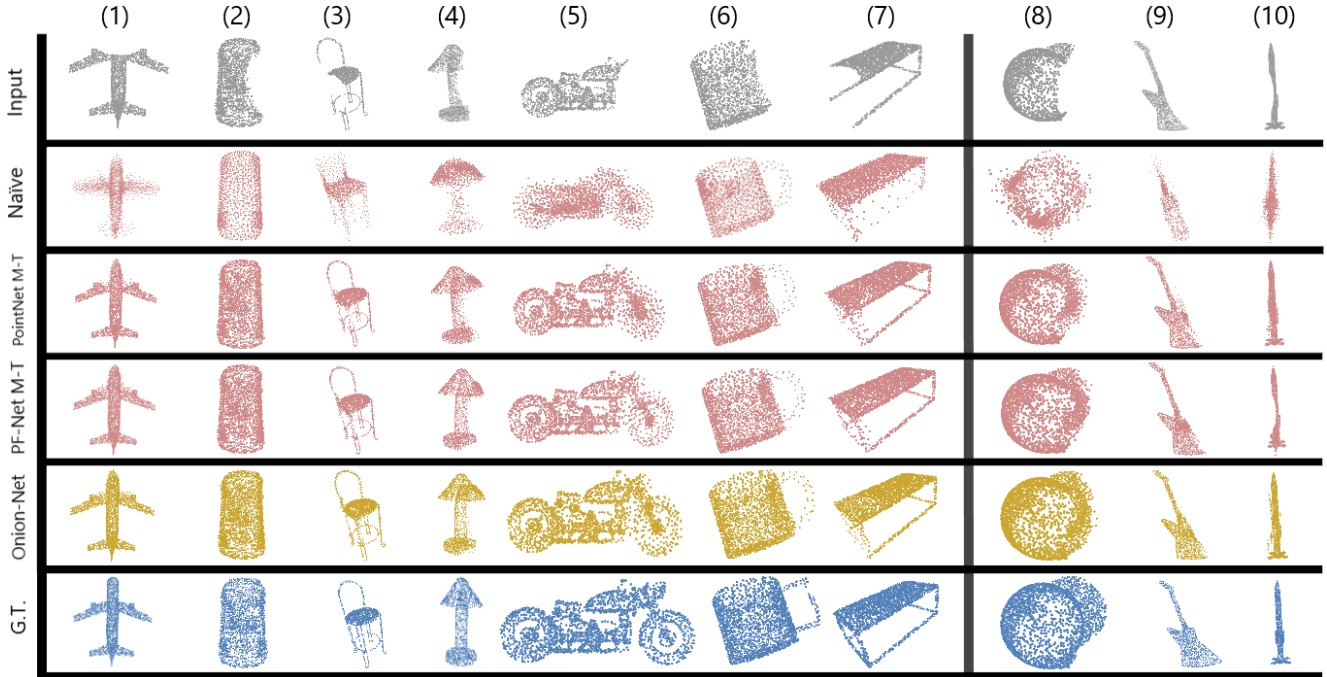 (1) (2) (3) (4) (5) (6) (7) (8) (9) (10)
Input
Naïve
PointNet M-T
PF-Net M-T
Onion-Net
G.T.